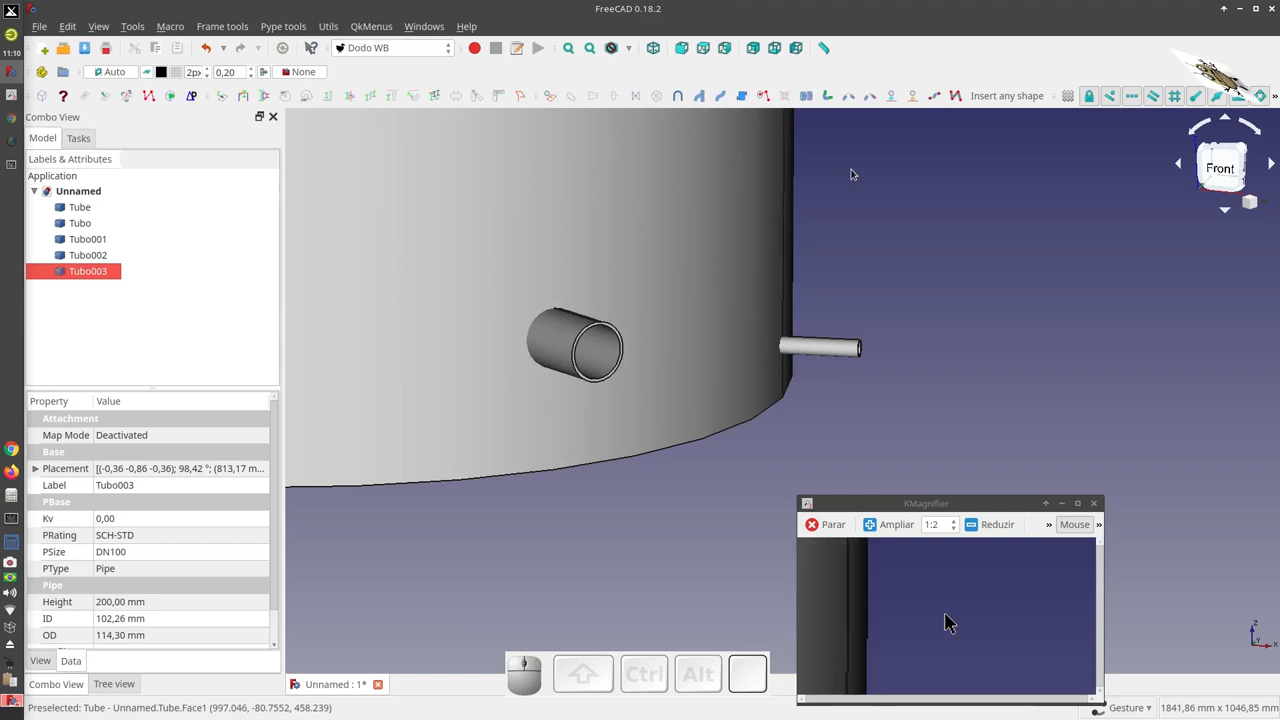 FreeCAD 0.18.2
File Edit View Tools Macro Frame tools Pype tools Utils QkMenus Windows Help
11:10
Dodo WB
Auto 2px 0,20 None
Insert any shape »
Combo View
Model Tasks
Labels & Attributes
Application
Unnamed
Tube
Tubo
Tubo001
Tubo002
Tubo003
Front
Property Value
Attachment
Map Mode Deactivated
Base
Placement [(-0,36 -0,86 -0,36); 98,42 °; (813,17 m...
Label Tubo003
PBase
Kv 0,00
PRating SCH-STD
PSize DN100
PType Pipe
Pipe
Height 200,00 mm
ID 102,26 mm
OD 114,30 mm
KMagnifier
Parar Ampliar 1:2 Reduzir » Mouse »
View Data
Ctrl Alt
Combo View Tree view
Unnamed : 1*
Z
Y X
Preselected: Tube - Unnamed.Tube.Face1 (997.046, -80.7552, 458.239)
Gesture 1841,86 mm x 1046,85 mm